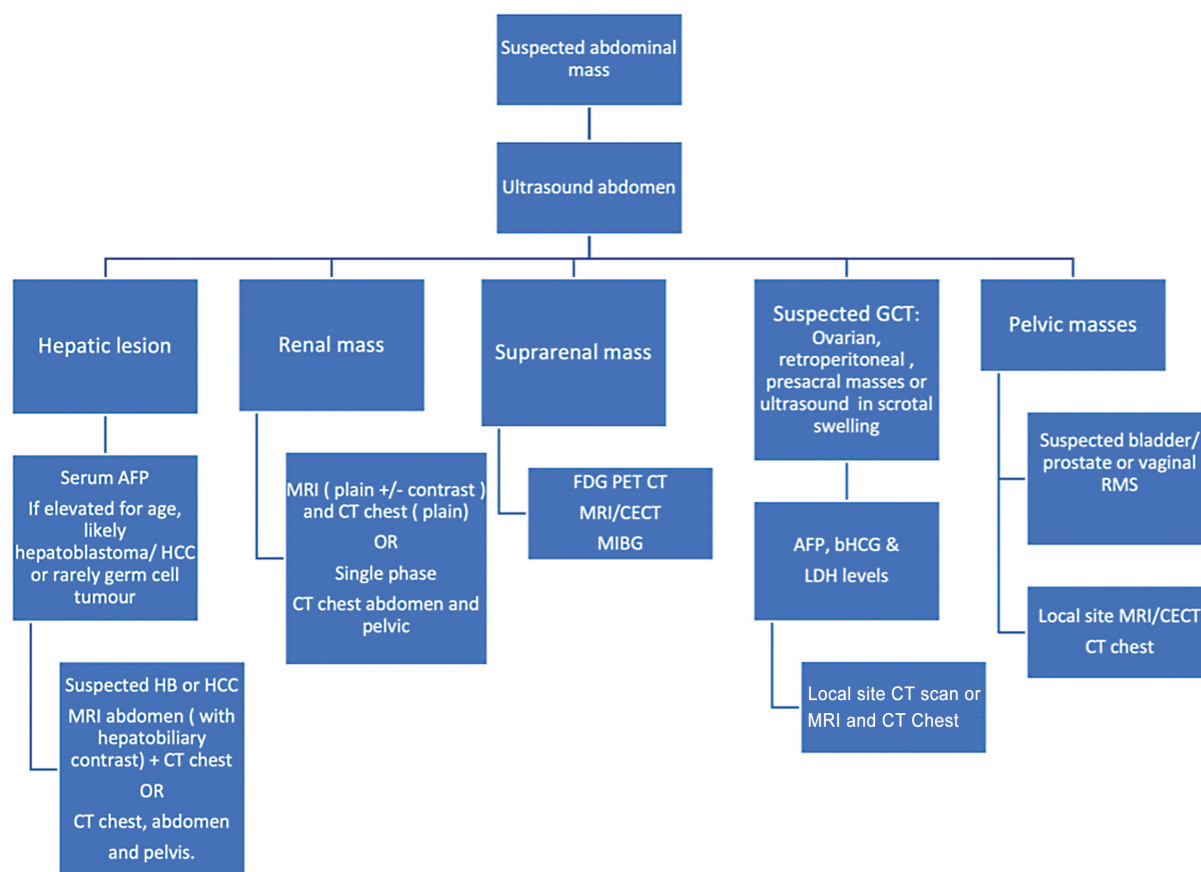 Suspected abdominal
mass
Ultrasound abdomen
Hepatic lesion
Serum AFP
If elevated for age,
likely
hepatoblastoma/ HCC
or rarely germ cell
tumour
Suspected HB or HCC
MRI abdomen ( with
hepatobiliary
contrast) + CT chest
OR
CT chest, abdomen
and pelvis.
Renal mass
MRI ( plain +/- contrast )
and CT chest ( plain)
OR
Single phase
CT chest abdomen and
pelvic
Suprarenal mass
FDG PET CT
MRI/CECT
MIBG
Suspected GCT:
Ovarian,
retroperitoneal ,
presacral masses or
ultrasound in scrotal
swelling
AFP, bHCG &
LDH levels
Local site CT scan or
MRI and CT Chest
Pelvic masses
Suspected bladder/
prostate or vaginal
RMS
Local site MRI/CECT
CT chest